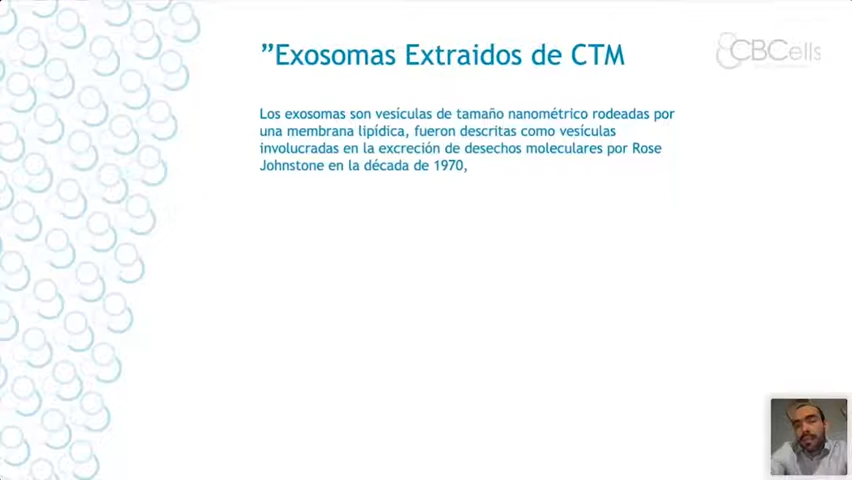 ”Exosomas Extraidos de CTM
CBCells
Los exosomas son vesículas de tamaño nanométrico rodeadas por
una membrana lipídica, fueron descritas como vesículas
involucradas en la excreción de desechos moleculares por Rose
Johnstone en la década de 1970,